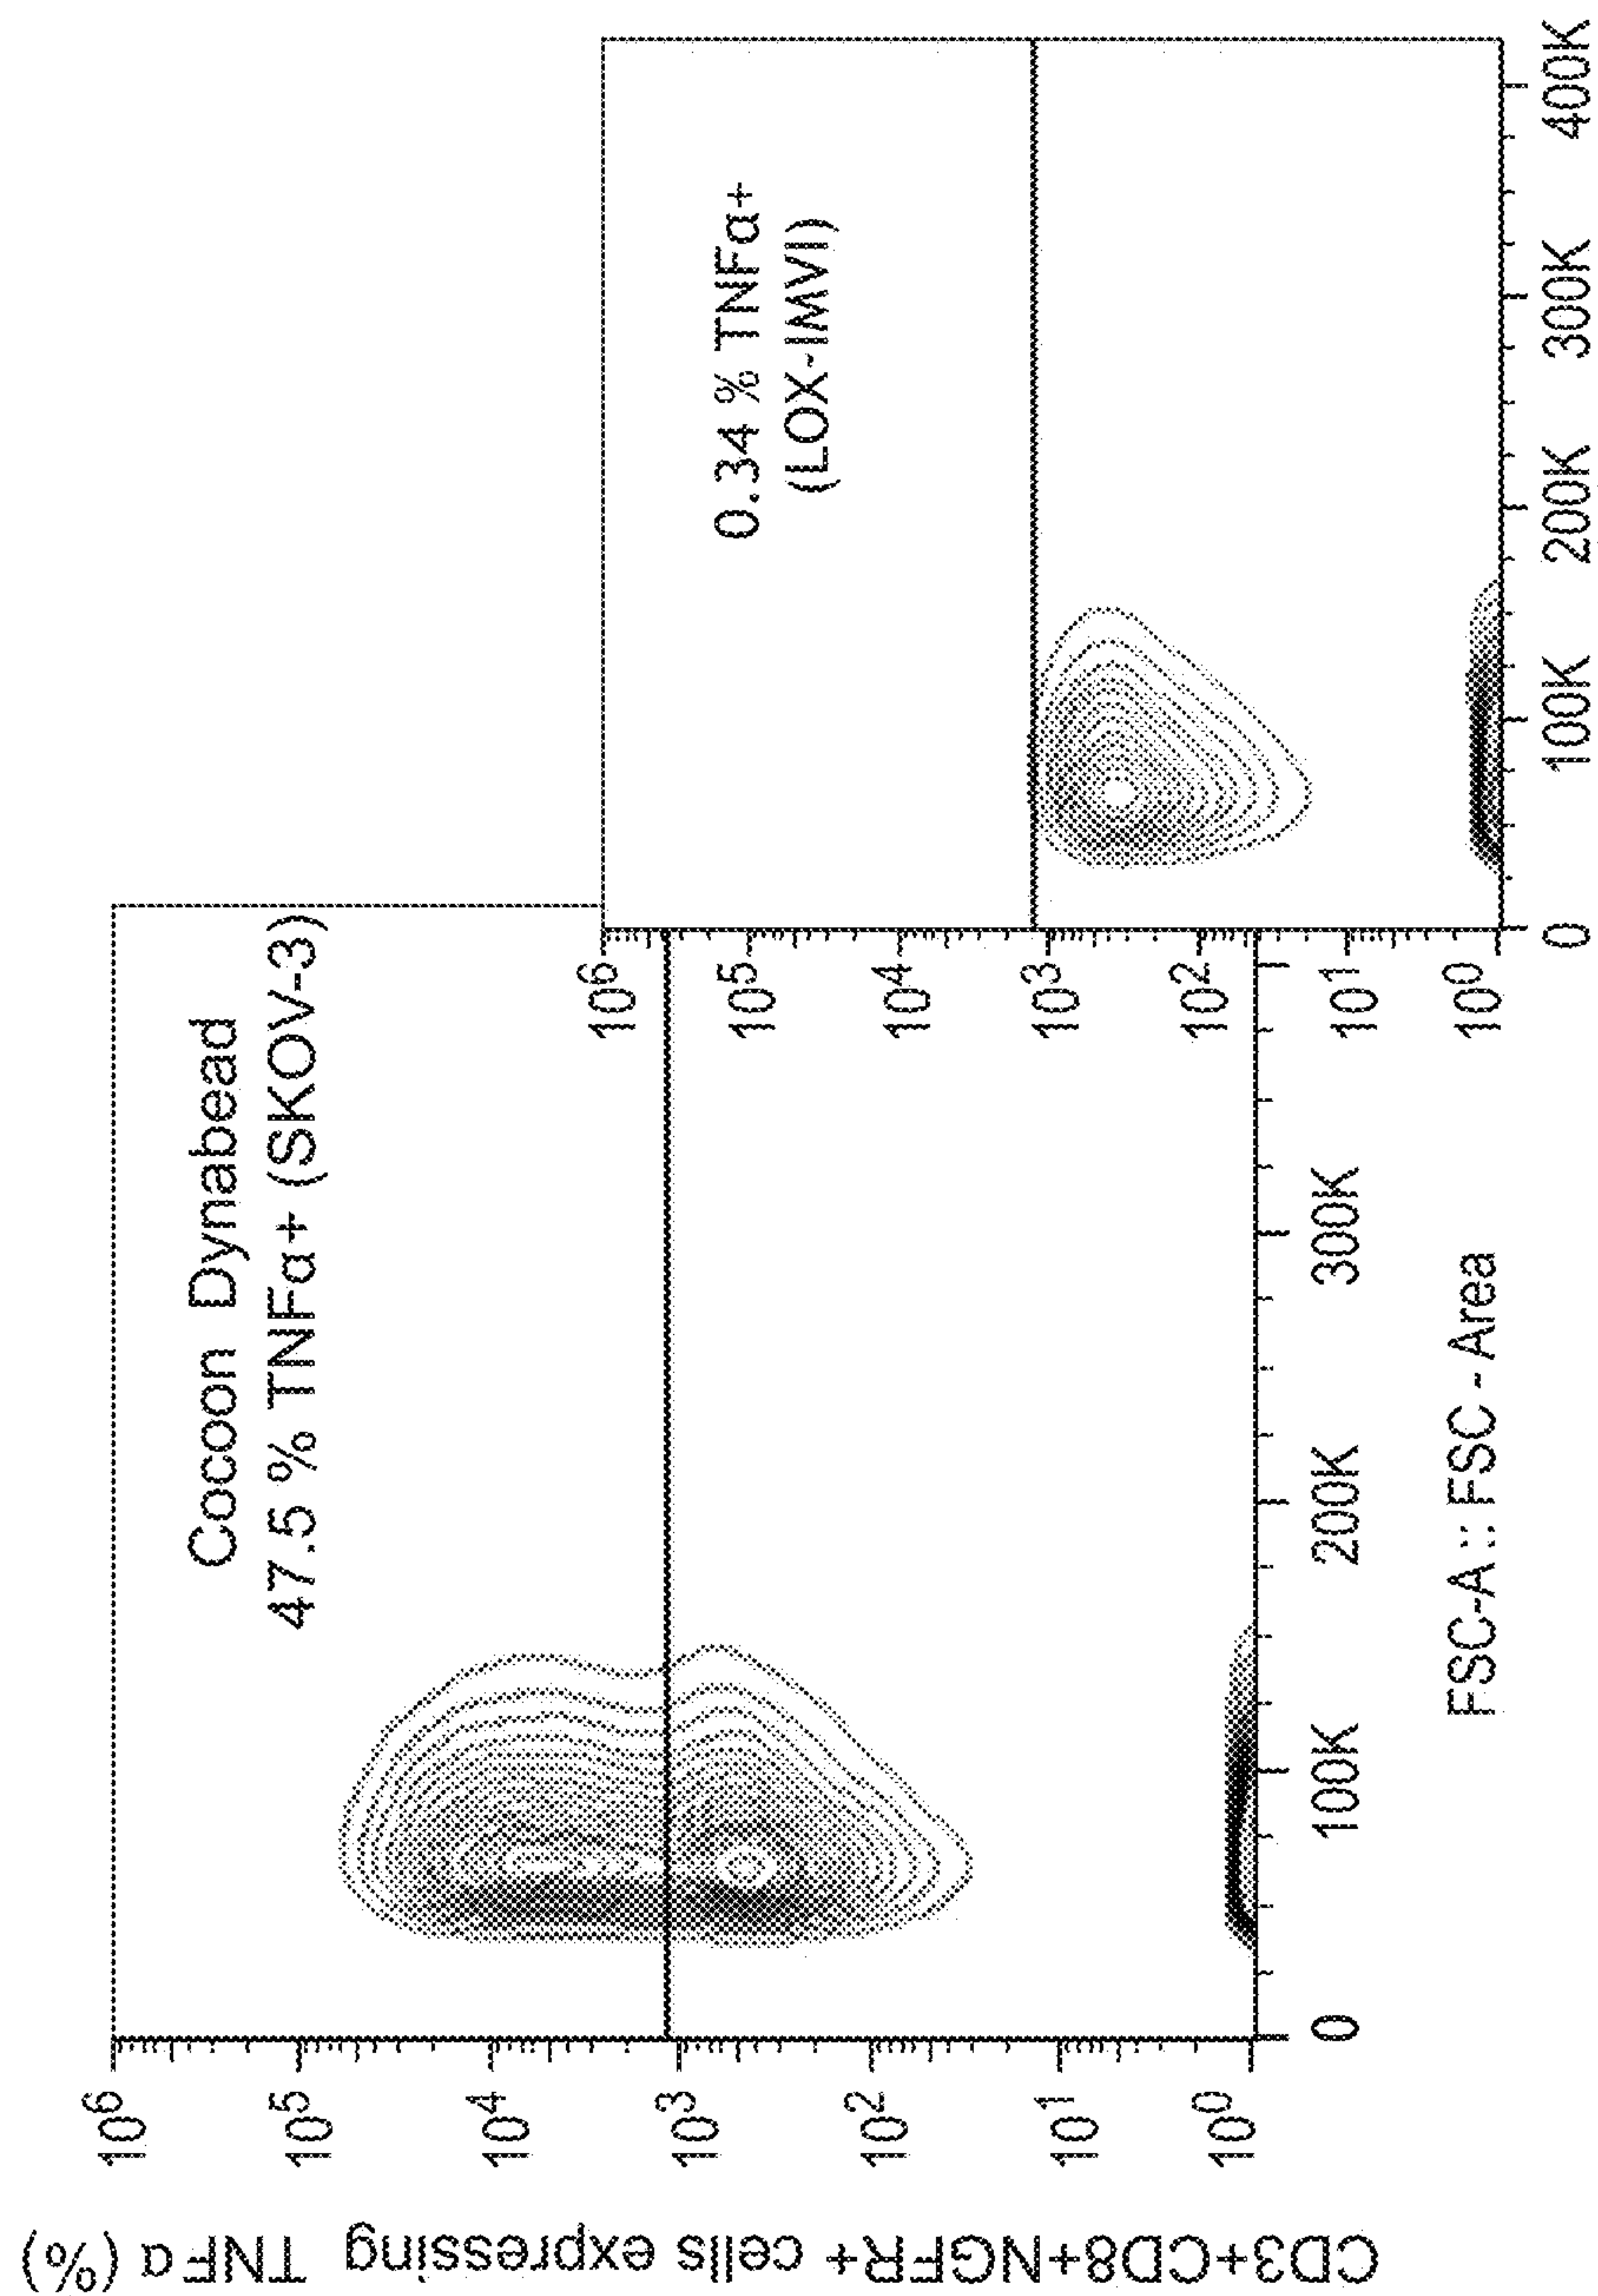 CD3+CD8+NGFR+ cells expressing TNFα (%)
Cocoon Dynabead
47.5 % TNFα+ (SKOV-3)
10⁶
10⁵
10⁴
10³
10²
10¹
10⁰
0
100K
200K
300K
FSC-A :: FSC - Area
0.34 % TNFα+
(LOX-IMVI)
10⁶
10⁵
10⁴
10³
10²
10¹
10⁰
0
100K
200K
300K
400K